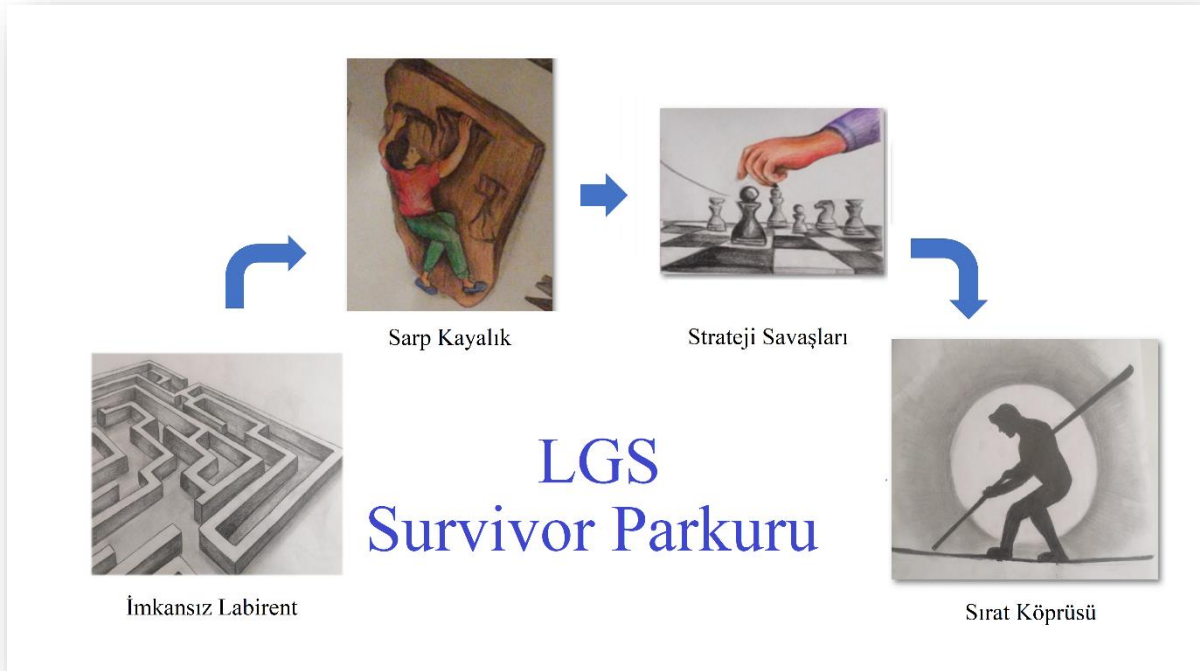 Sarp Kayalık
Strateji Savaşları
LGS
Survivor Parkuru
İmkansız Labirent
Sırat Köprüsü